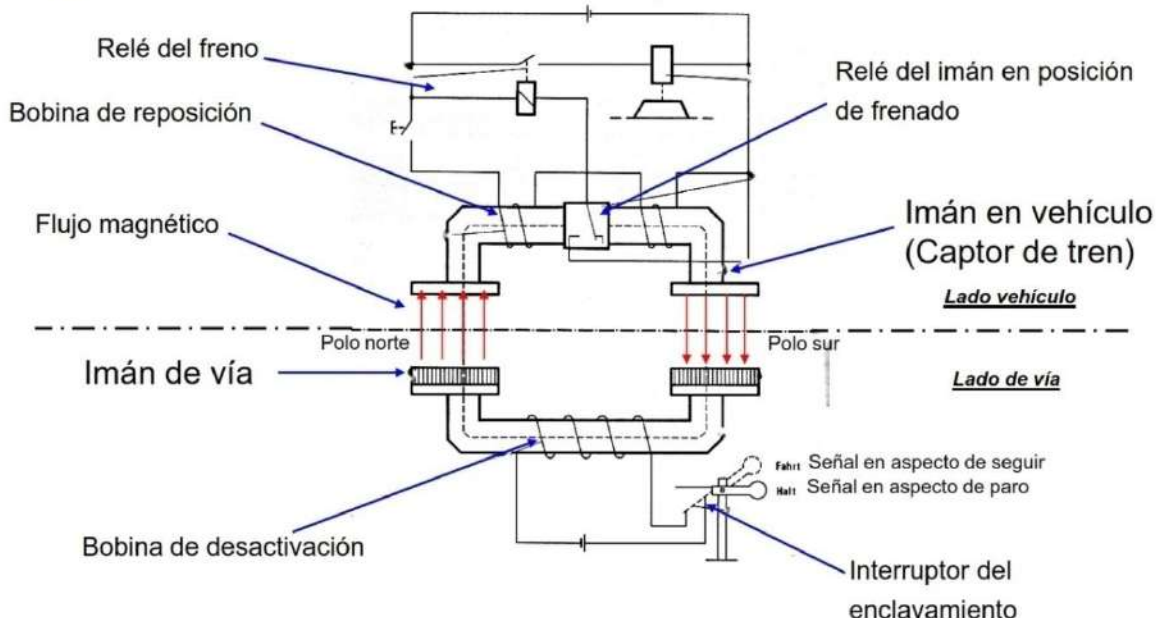 Relé del freno
Relé del imán en posición
de frenado
Bobina de reposición
Flujo magnético
Imán en vehículo
(Captor de tren)
Lado vehículo
Polo norte
Polo sur
Imán de vía
Lado de vía
Fahrt Señal en aspecto de seguir
Halt Señal en aspecto de paro
Bobina de desactivación
Interruptor del
enclavamiento